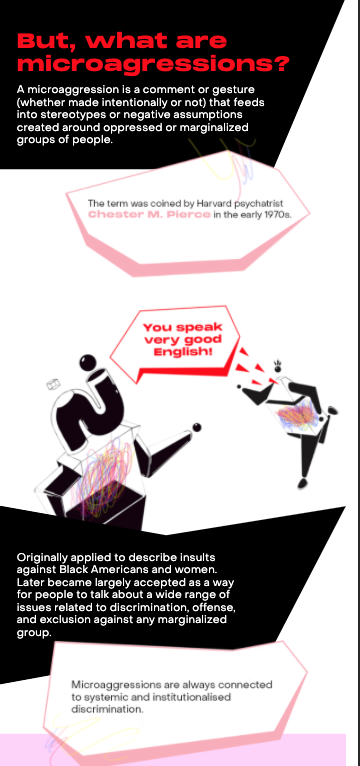 But, what are
microagressions?
A microaggression is a comment or gesture
(whether made intentionally or not) that feeds
into stereotypes or negative assumptions
created around oppressed or marginalized
groups of people.
The term was coined by Harvard psychiatrist
Chester M. Pierce in the early 1970s.
You speak
very good
English!
Originally applied to describe insults
against Black Americans and women.
Later became largely accepted as a way
for people to talk about a wide range of
issues related to discrimination, offense,
and exclusion against any marginalized
group.
Microaggressions are always connected
to systemic and institutionalised
discrimination.